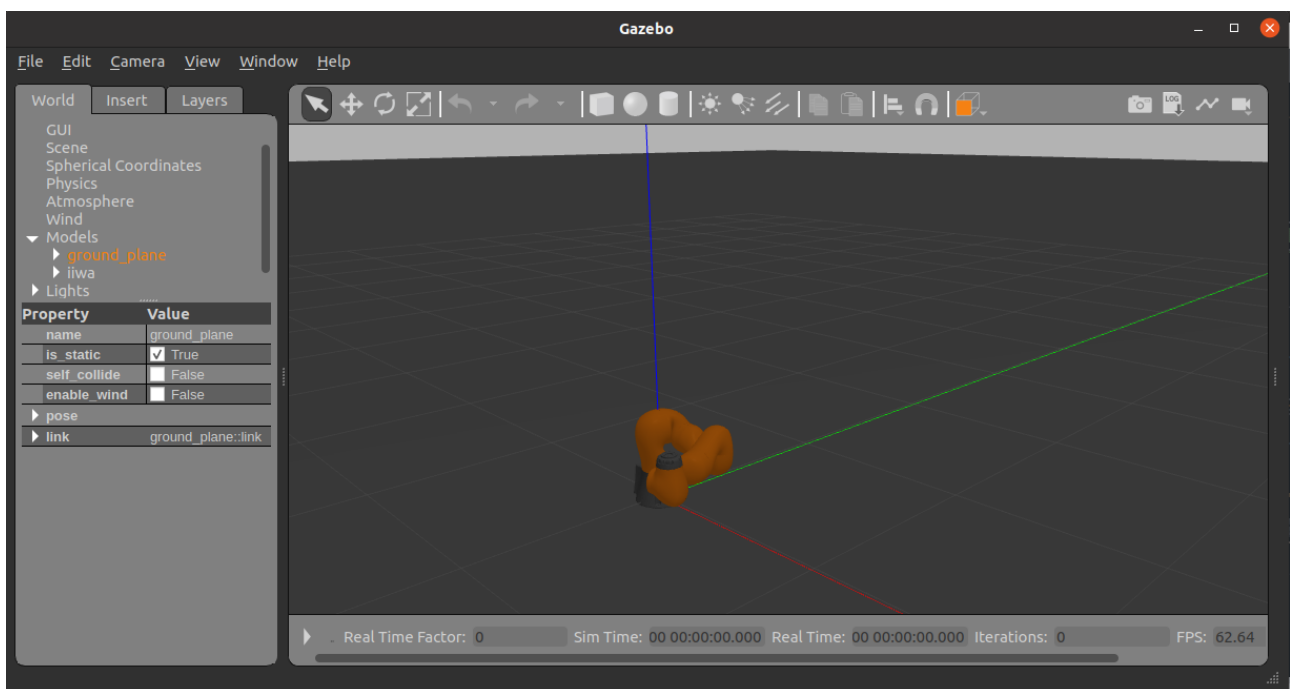 Gazebo
File Edit Camera View Window Help
World Insert Layers
GUI
Scene
Spherical Coordinates
Physics
Atmosphere
Wind
Models
ground_plane
iiwa
Lights
Property Value
name ground_plane
is_static True
self_collide False
enable_wind False
pose
link ground_plane::link
LOG
Real Time Factor: 0 Sim Time: 00 00:00:00.000 Real Time: 00 00:00:00.000 Iterations: 0 FPS: 62.64